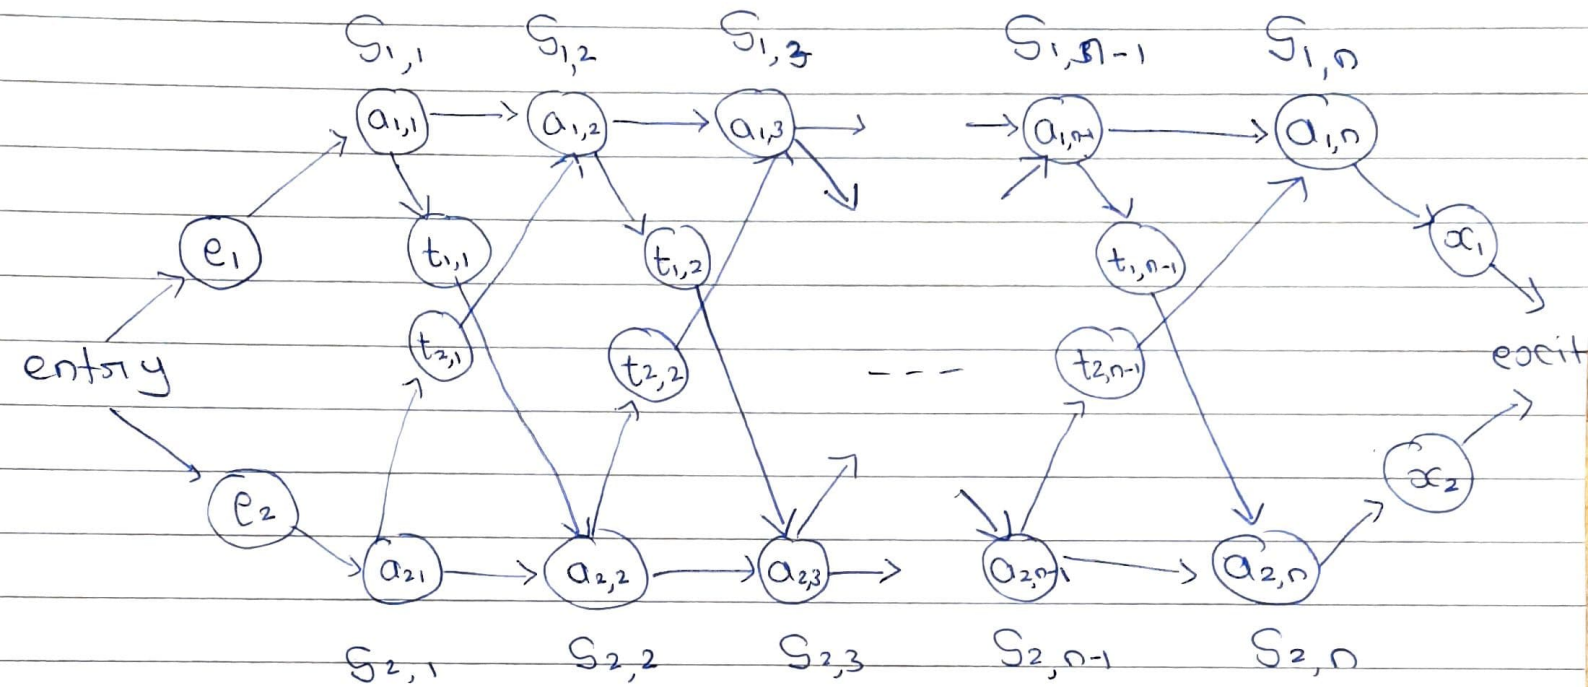 S1,1 S1,2 S1,3 S1,n-1 S1,n
a1,1 a1,2 a1,3 a1,n-1 a1,n
e1 t1,1 t1,2 t1,n-1 x1
entry t2,1 t2,2 --- t2,n-1 exit
e2 x2
a21 a2,2 a2,3 a2,n-1 a2,n
S2,1 S2,2 S2,3 S2,n-1 S2,n